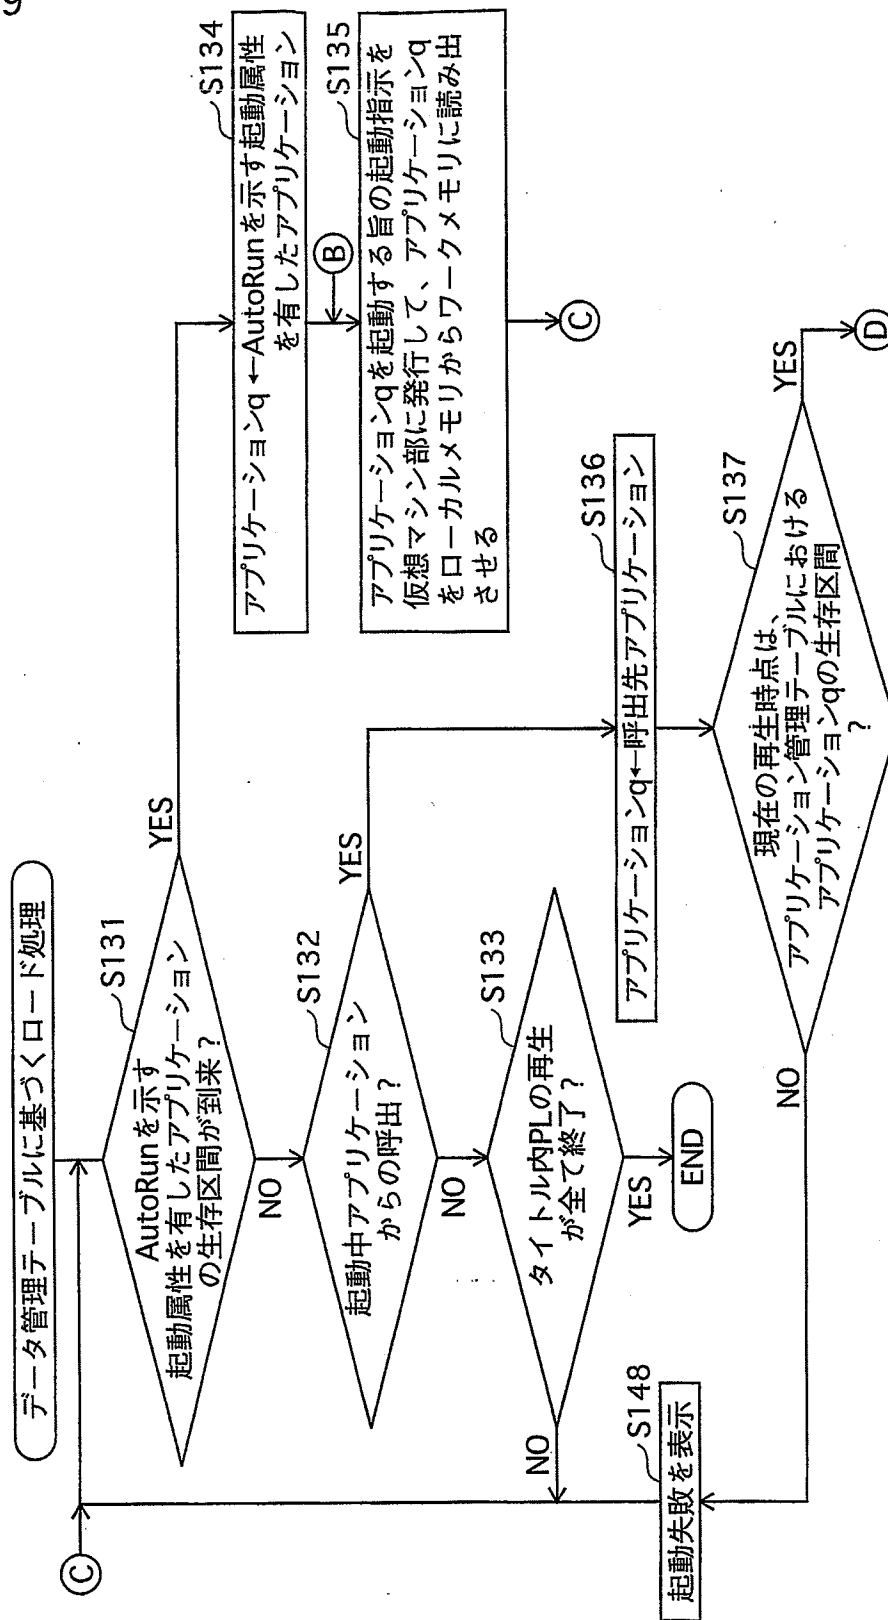 9
データ管理テーブルに基づくロード処理
C
S131
AutoRunを示す
起動属性を有したアプリケーション
の生存区間が到来?
YES
NO
S132
起動中アプリケーション
からの呼出?
YES
NO
S133
タイトル内PLの再生
が全て終了?
NO
YES
END
S134
アプリケーションq←AutoRunを示す起動属性
を有したアプリケーション
B
S135
アプリケーションqを起動する旨の起動指示を
仮想マシン部に発行して、アプリケーションq
をローカルメモリからワークメモリに読み出
させる
C
S136
アプリケーションq←呼出先アプリケーション
S137
現在の再生時点は、
アプリケーション管理テーブルにおける
アプリケーションqの生存区間
?
YES
D
NO
S148
起動失敗を表示